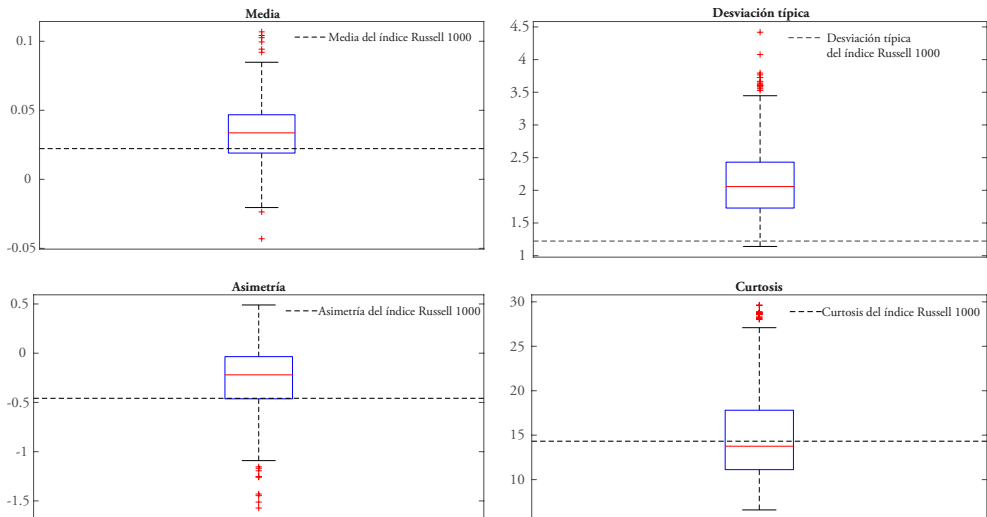 Media
Media del índice Russell 1000
0.1
0.05
0
-0.05
Desviación típica
Desviación típica
del índice Russell 1000
4.5
4
3.5
3
2.5
2
1.5
1
Asimetría
Asimetría del índice Russell 1000
0.5
0
-0.5
-1
-1.5
Curtosis
Curtosis del índice Russell 1000
30
25
20
15
10